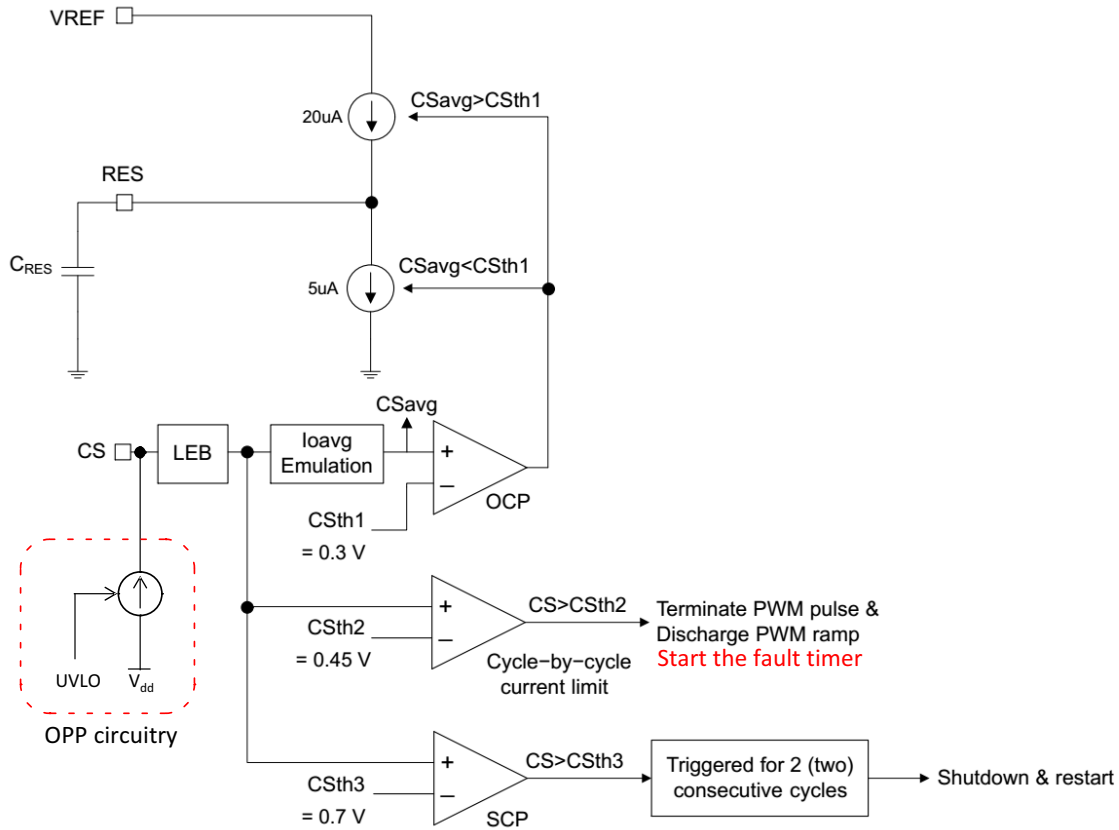 VREF
20uA
CSavg>CSth1
RES
CRES
5uA
CSavg<CSth1
CSavg
CS
LEB
Ioavg
Emulation
+
−
OCP
CSth1
= 0.3 V
+
−
CSth2
= 0.45 V
CS>CSth2
Cycle−by−cycle
current limit
Terminate PWM pulse &
Discharge PWM ramp
Start the fault timer
UVLO
Vdd
OPP circuitry
+
−
CSth3
= 0.7 V
SCP
CS>CSth3
Triggered for 2 (two)
consecutive cycles
Shutdown & restart